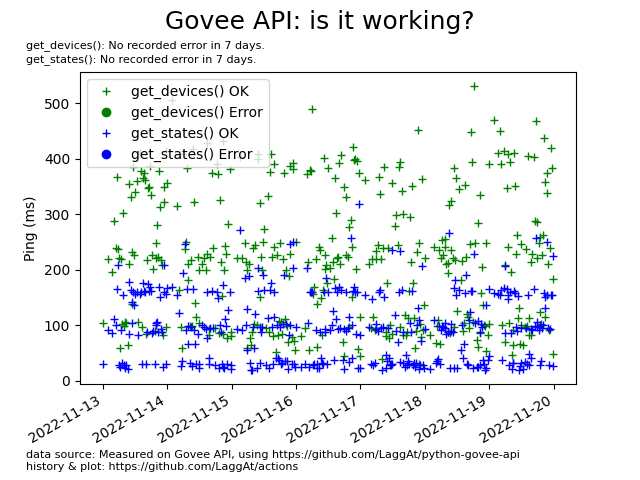 Govee API: is it working?
get_devices(): No recorded error in 7 days.
get_states(): No recorded error in 7 days.
get_devices() OK
get_devices() Error
get_states() OK
get_states() Error
Ping (ms)
500
400
300
200
100
0
2022-11-13
2022-11-14
2022-11-15
2022-11-16
2022-11-17
2022-11-18
2022-11-19
2022-11-20
data source: Measured on Govee API, using https://github.com/LaggAt/python-govee-api
history & plot: https://github.com/LaggAt/actions